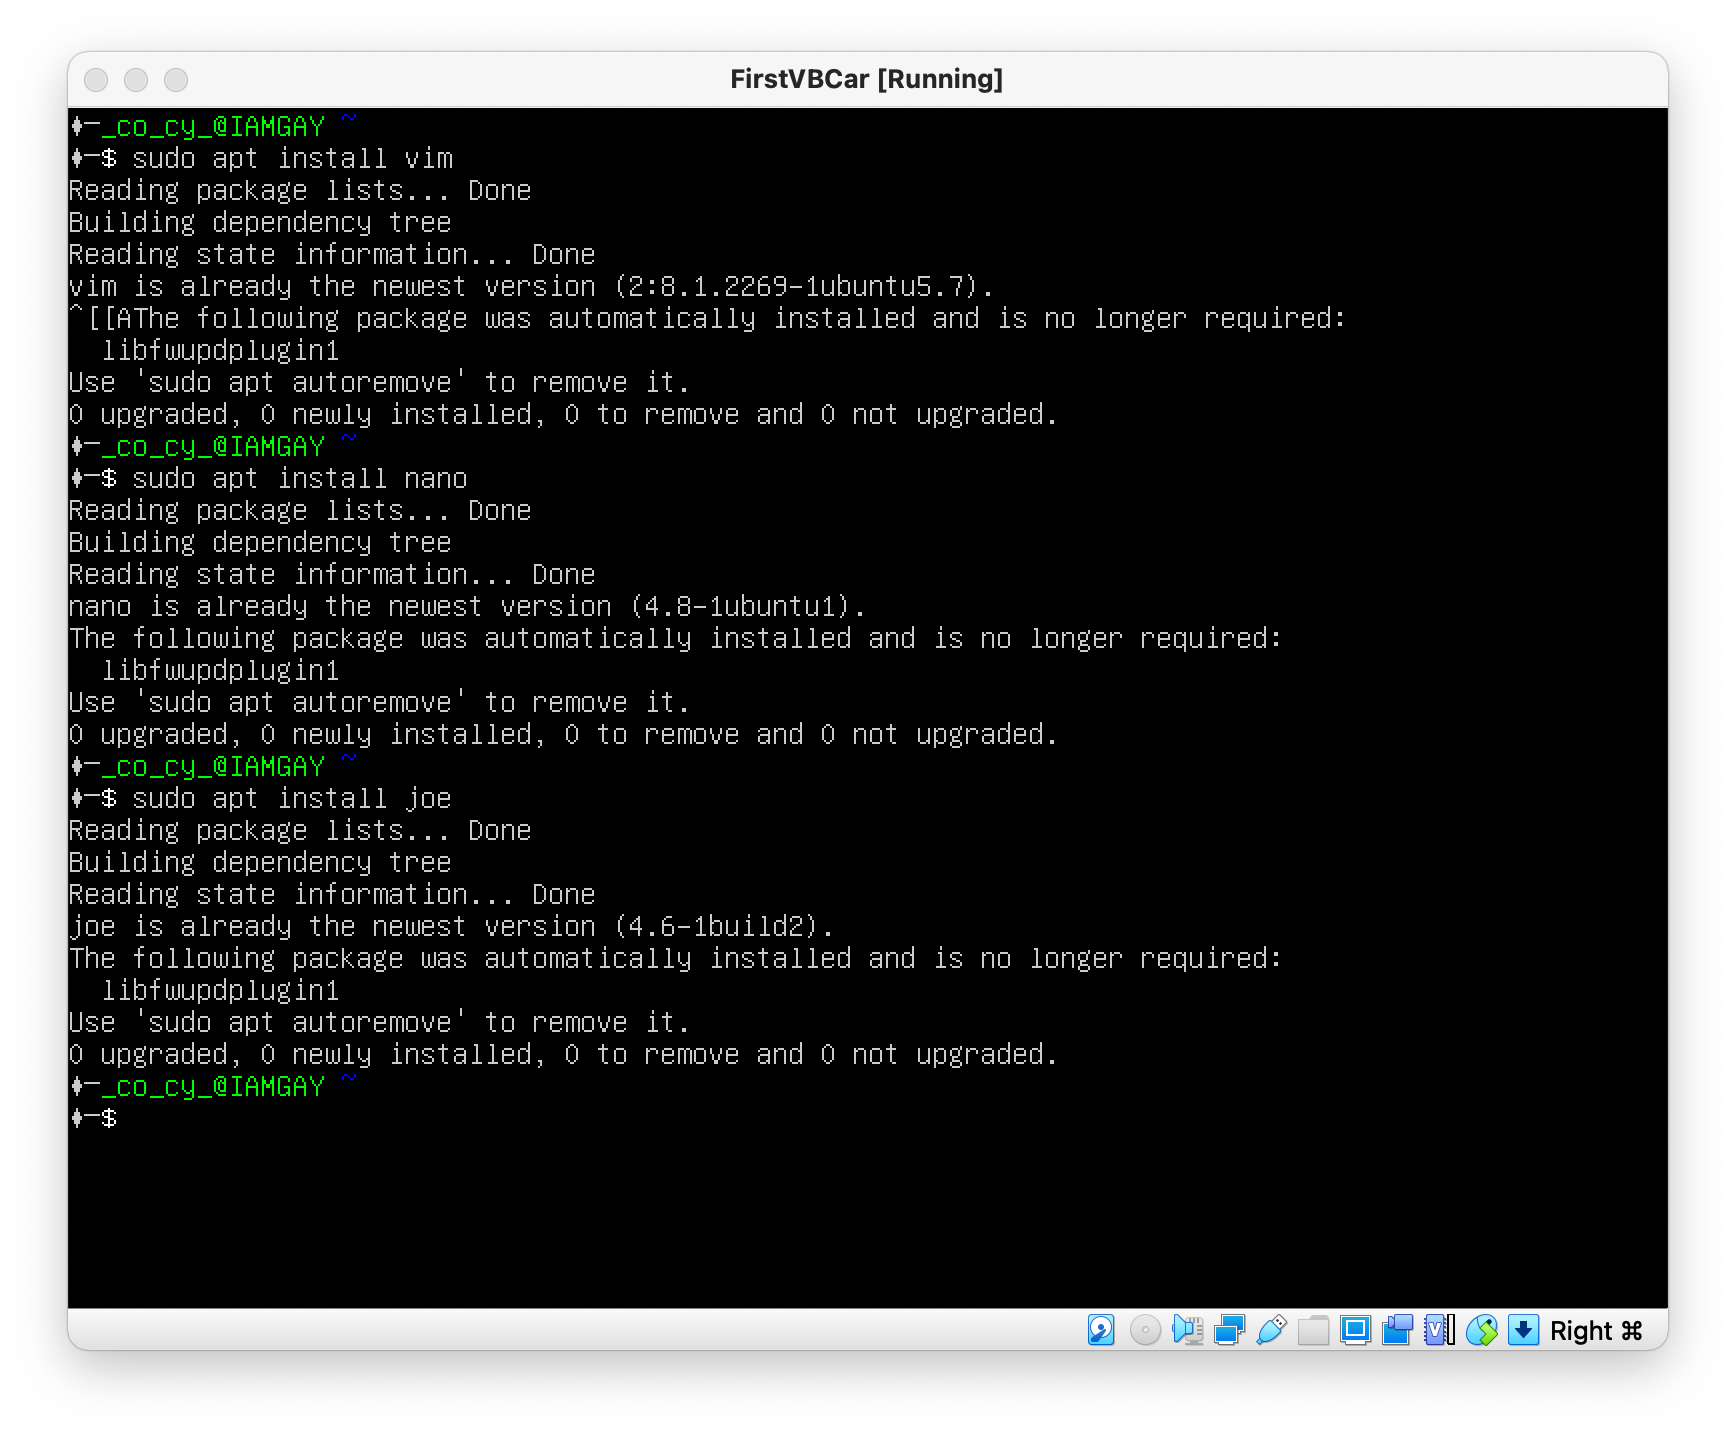 FirstVBCar [Running]
♦─_co_cy_@IAMGAY ~
♦─$ sudo apt install vim
Reading package lists... Done
Building dependency tree
Reading state information... Done
vim is already the newest version (2:8.1.2269-1ubuntu5.7).
^[[AThe following package was automatically installed and is no longer required:
  libfwupdplugin1
Use 'sudo apt autoremove' to remove it.
0 upgraded, 0 newly installed, 0 to remove and 0 not upgraded.
♦─_co_cy_@IAMGAY ~
♦─$ sudo apt install nano
Reading package lists... Done
Building dependency tree
Reading state information... Done
nano is already the newest version (4.8-1ubuntu1).
The following package was automatically installed and is no longer required:
  libfwupdplugin1
Use 'sudo apt autoremove' to remove it.
0 upgraded, 0 newly installed, 0 to remove and 0 not upgraded.
♦─_co_cy_@IAMGAY ~
♦─$ sudo apt install joe
Reading package lists... Done
Building dependency tree
Reading state information... Done
joe is already the newest version (4.6-1build2).
The following package was automatically installed and is no longer required:
  libfwupdplugin1
Use 'sudo apt autoremove' to remove it.
0 upgraded, 0 newly installed, 0 to remove and 0 not upgraded.
♦─_co_cy_@IAMGAY ~
♦─$
Right ⌘